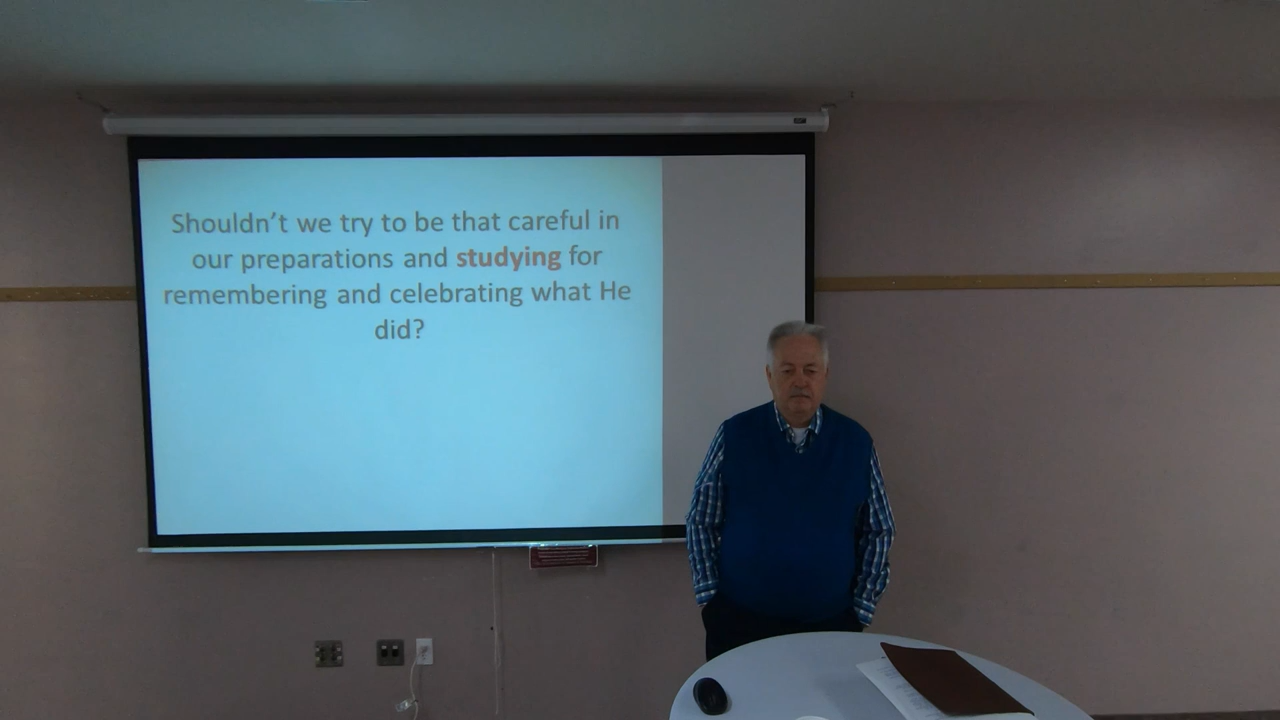 Shouldn't we try to be that careful in
our preparations and studying for
remembering and celebrating what He
did?